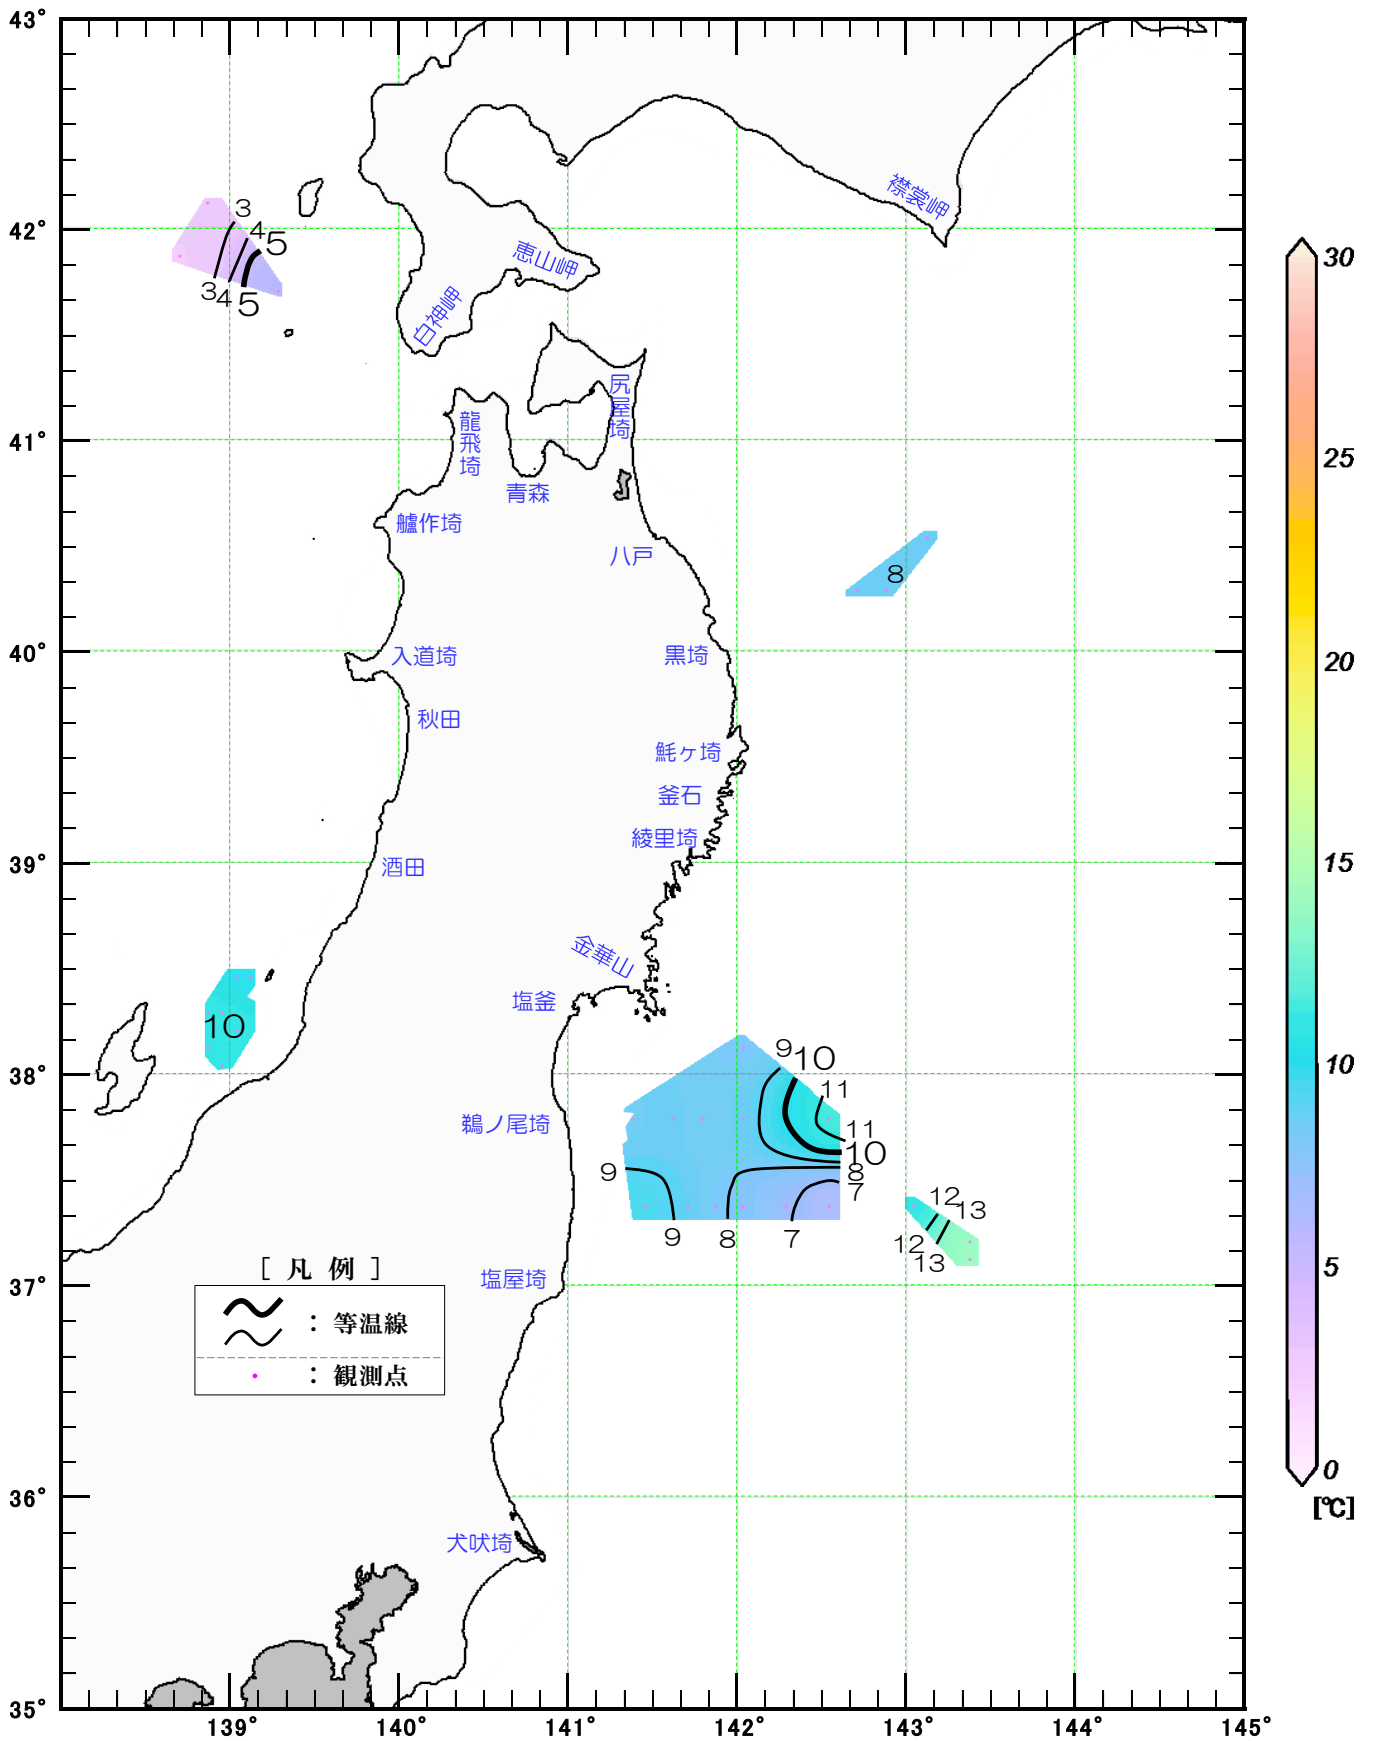 43°
42°
41°
40°
39°
38°
37°
36°
35°
139°
140°
141°
142°
143°
144°
145°
襟裳岬
恵山岬
白神岬
尻屋埼
龍飛埼
青森
艫作埼
八戸
入道埼
黒埼
秋田
魹ヶ埼
釜石
綾里埼
酒田
金華山
塩釜
鵜ノ尾埼
塩屋埼
犬吠埼
3
4
5
3
4
5
8
10
9
10
11
11
10
8
7
9
9
8
7
12
13
12
13
[ 凡 例 ]
: 等温線
: 観測点
30
25
20
15
10
5
0
[℃]